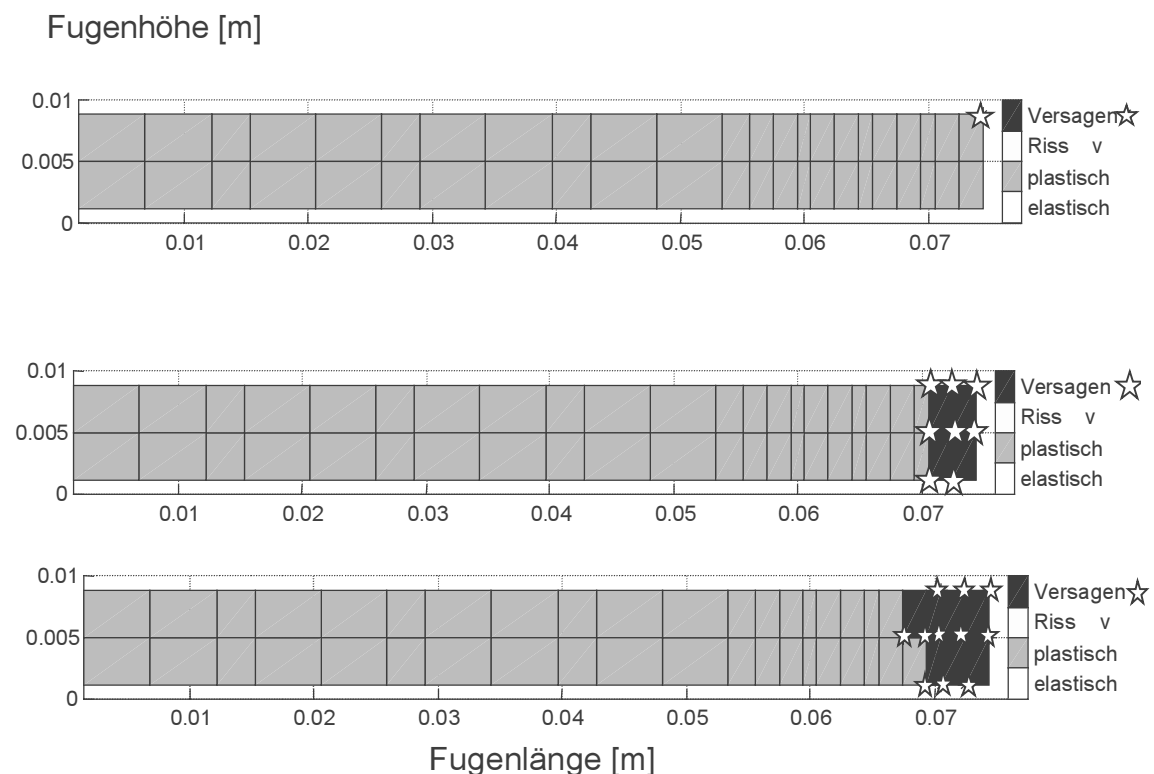 Fugenhöhe [m]
0.01
Versagen
Riss v
0.005
plastisch
elastisch
0
0.01 0.02 0.03 0.04 0.05 0.06 0.07
0.01
Versagen
Riss v
0.005
plastisch
elastisch
0
0.01 0.02 0.03 0.04 0.05 0.06 0.07
0.01
Versagen
Riss v
0.005
plastisch
elastisch
0
0.01 0.02 0.03 0.04 0.05 0.06 0.07
Fugenlänge [m]